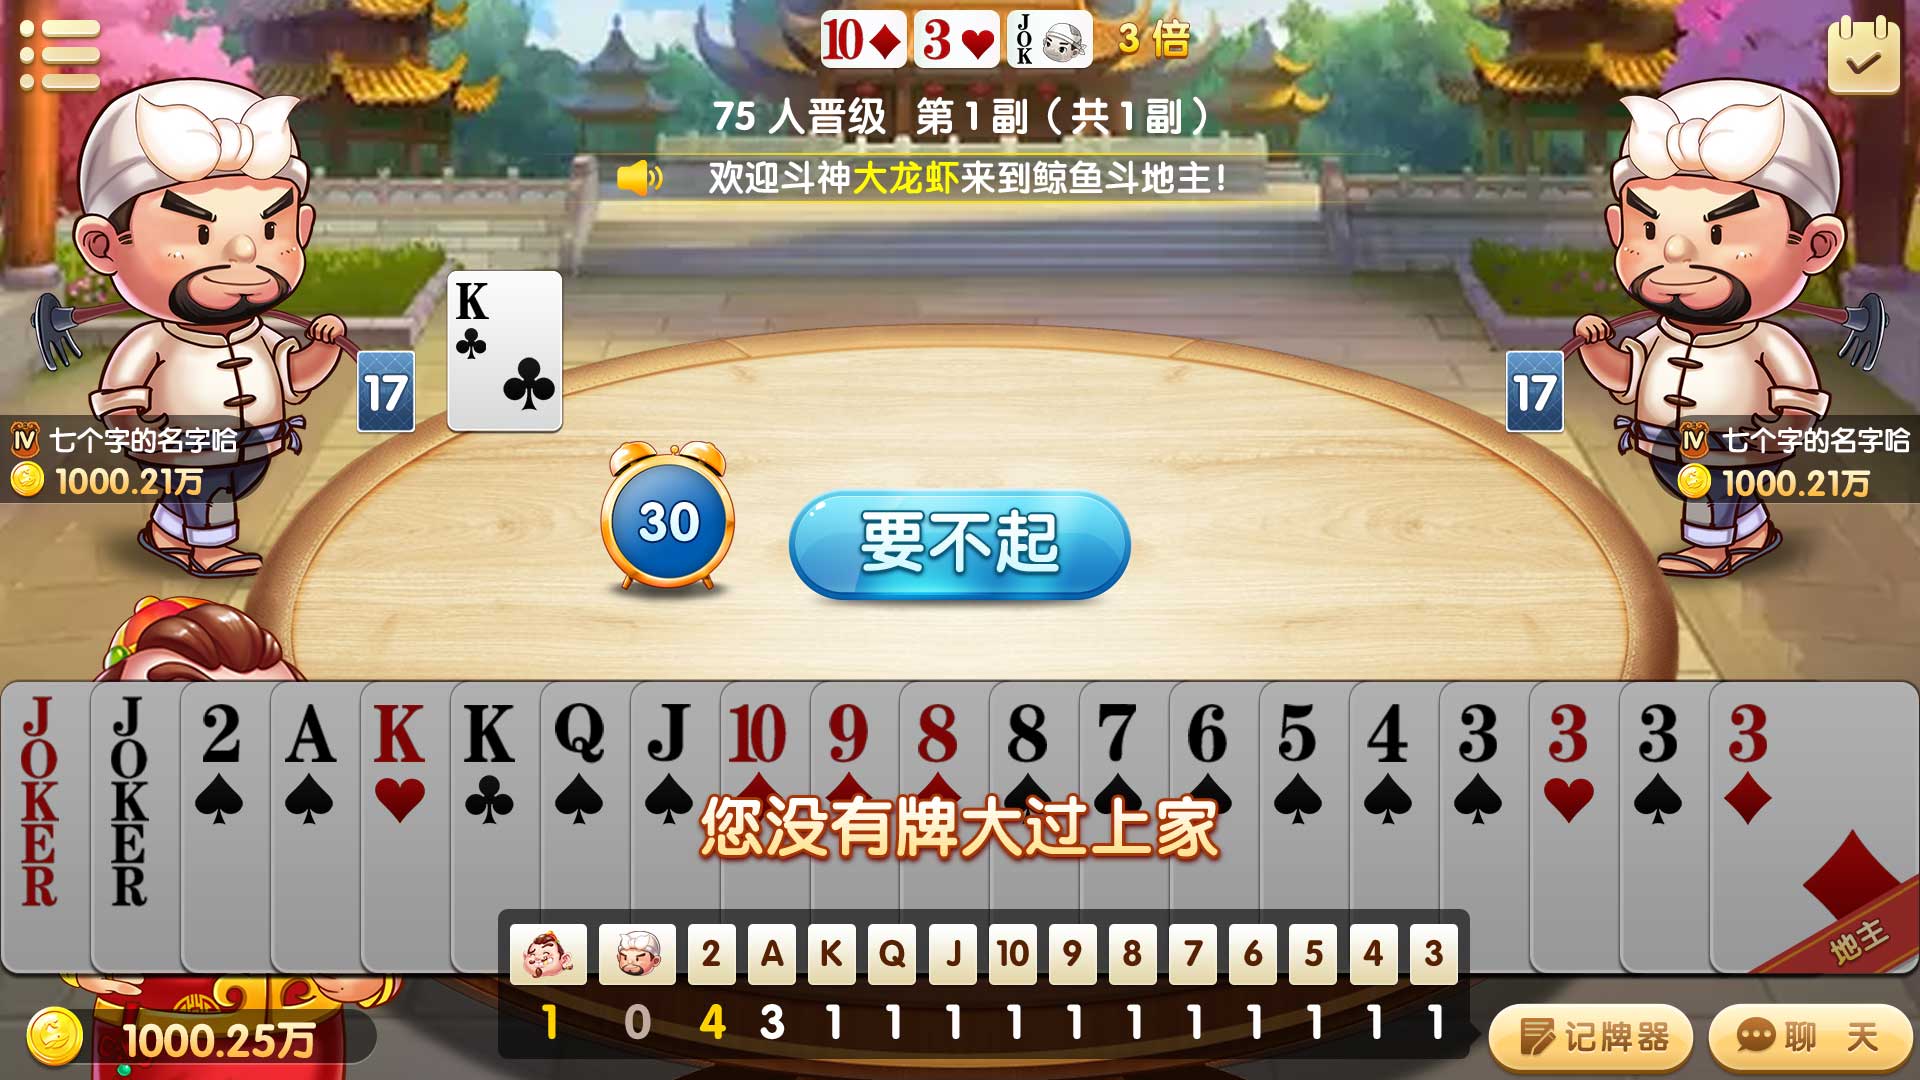 10 3 JOK 3 倍
75 人晋级 第1副（共1副）
欢迎斗神大龙虾来到鲸鱼斗地主！
K
17
17
IV 七个字的名字哈
1000.21万
IV 七个字的名字哈
1000.21万
30
要不起
JOKER JOKER 2 A K K Q J 10 9 8 8 7 6 5 4 3 3 3 3
您没有牌大过上家
地主
2 A K Q J 10 9 8 7 6 5 4 3
1 0 4 3 1 1 1 1 1 1 1 1 1 1 1
1000.25万
记牌器
聊 天